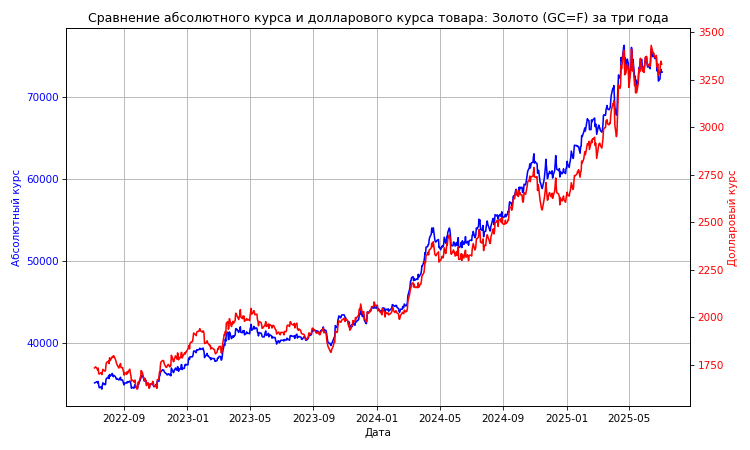 Сравнение абсолютного курса и долларового курса товара: Золото (GC=F) за три года
Абсолютный курс
70000
60000
50000
40000
3500
3250
3000
2750
2500
2250
2000
1750
Долларовый курс
2022-09 2023-01 2023-05 2023-09 2024-01 2024-05 2024-09 2025-01 2025-05
Дата